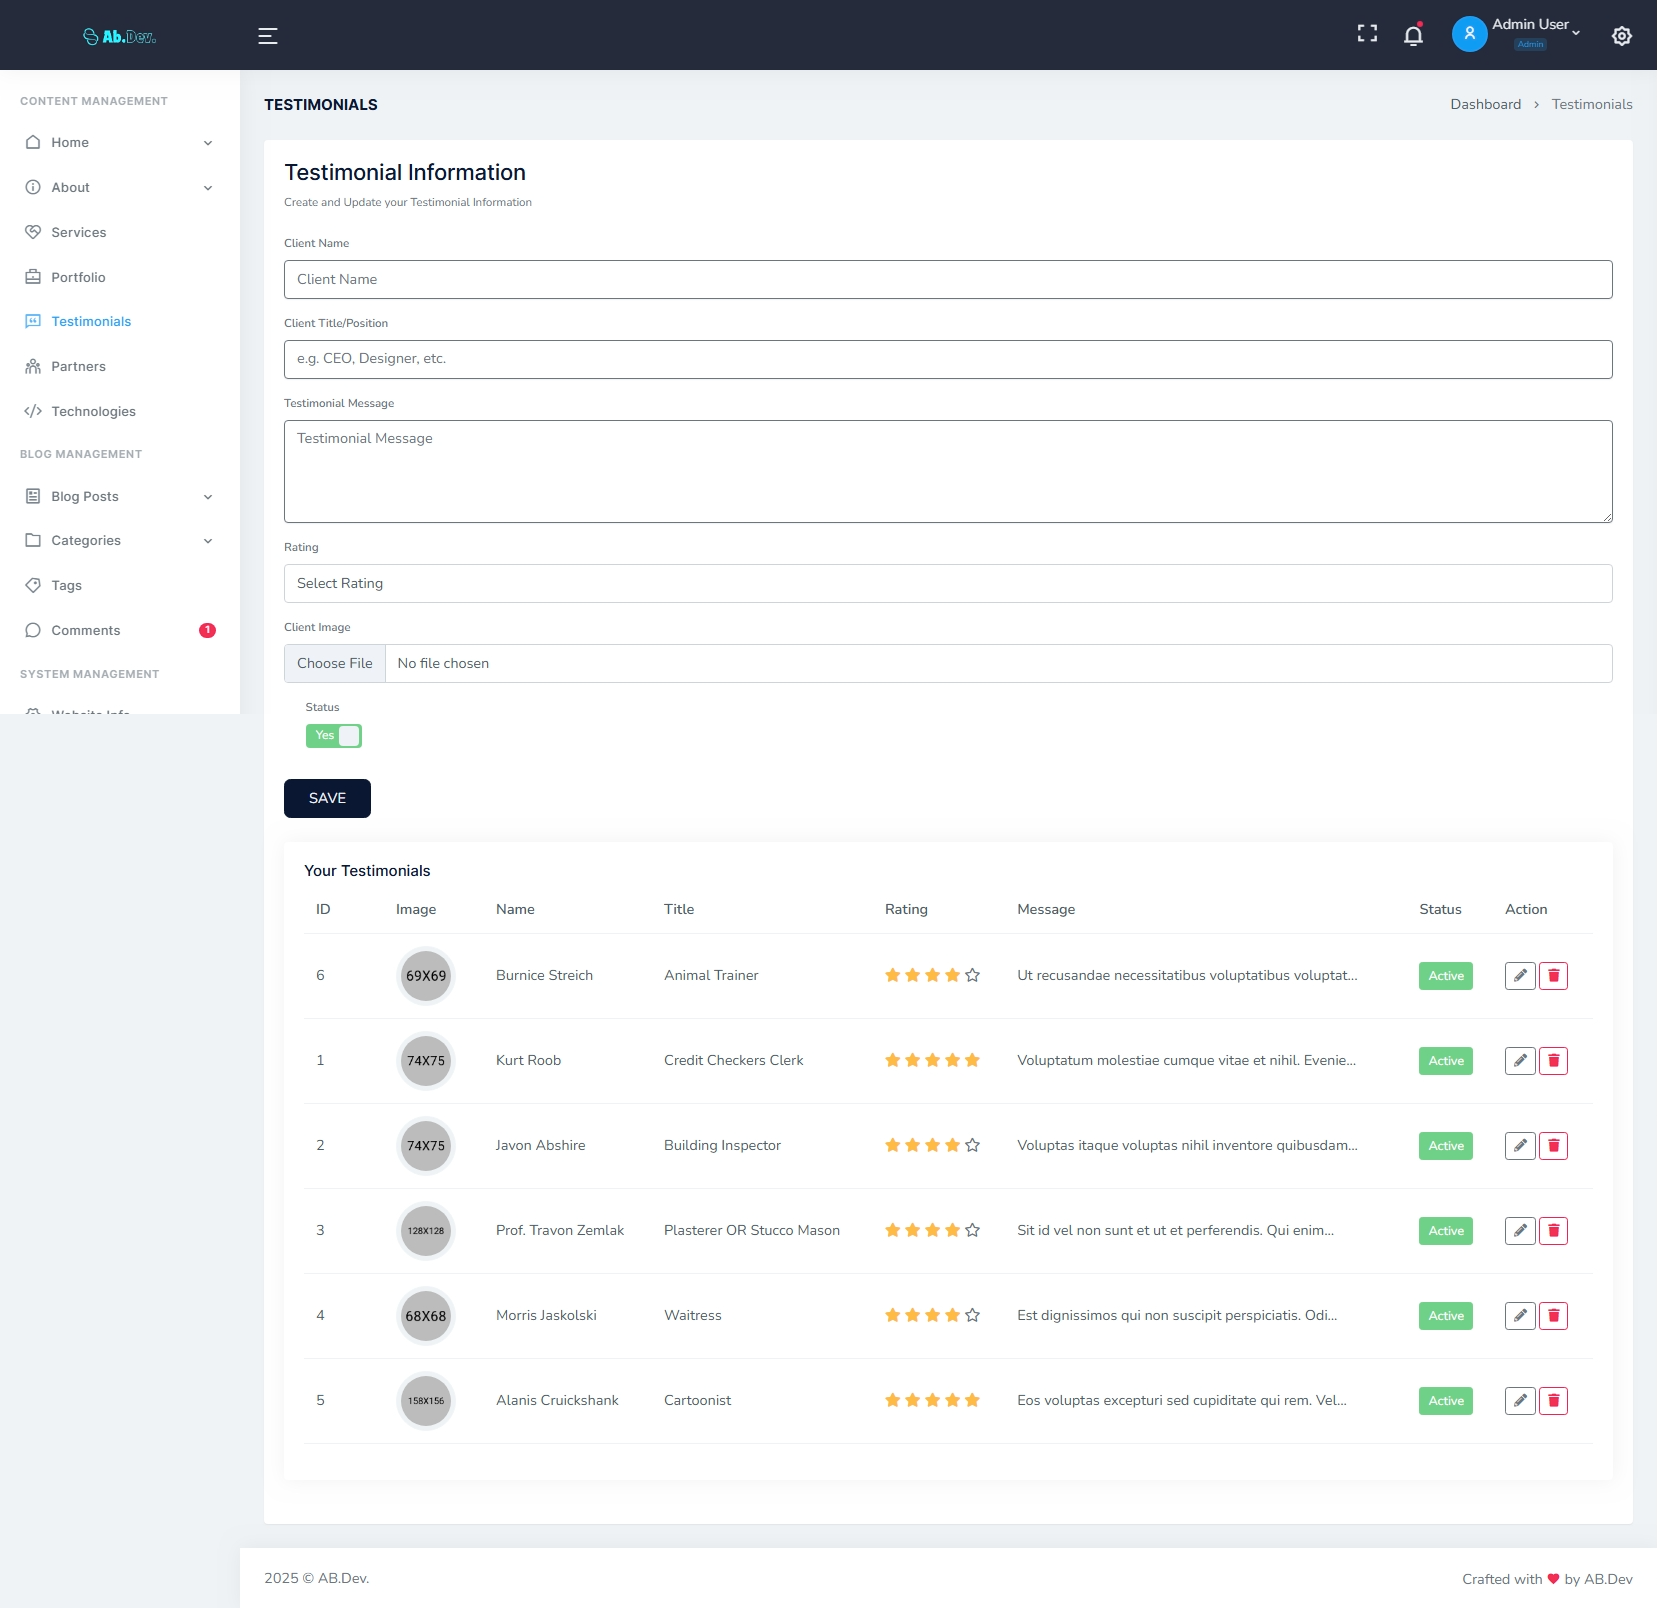 Ab.Dev.
Admin User
Admin
CONTENT MANAGEMENT
Home
About
Services
Portfolio
Testimonials
Partners
Technologies
BLOG MANAGEMENT
Blog Posts
Categories
Tags
Comments 1
SYSTEM MANAGEMENT
Website Info
TESTIMONIALS
Dashboard > Testimonials
Testimonial Information
Create and Update your Testimonial Information
Client Name
Client Name
Client Title/Position
e.g. CEO, Designer, etc.
Testimonial Message
Testimonial Message
Rating
Select Rating
Client Image
Choose File No file chosen
Status
Yes
SAVE
Your Testimonials
ID Image Name Title Rating Message Status Action
6 69X69 Burnice Streich Animal Trainer Ut recusandae necessitatibus voluptatibus voluptat... Active
1 74X75 Kurt Roob Credit Checkers Clerk Voluptatum molestiae cumque vitae et nihil. Evenie... Active
2 74X75 Javon Abshire Building Inspector Voluptas itaque voluptas nihil inventore quibusdam... Active
3 128X128 Prof. Travon Zemlak Plasterer OR Stucco Mason Sit id vel non sunt et ut et perferendis. Qui enim... Active
4 68X68 Morris Jaskolski Waitress Est dignissimos qui non suscipit perspiciatis. Odi... Active
5 158X156 Alanis Cruickshank Cartoonist Eos voluptas excepturi sed cupiditate qui rem. Vel... Active
2025 © AB.Dev.
Crafted with ♥ by AB.Dev